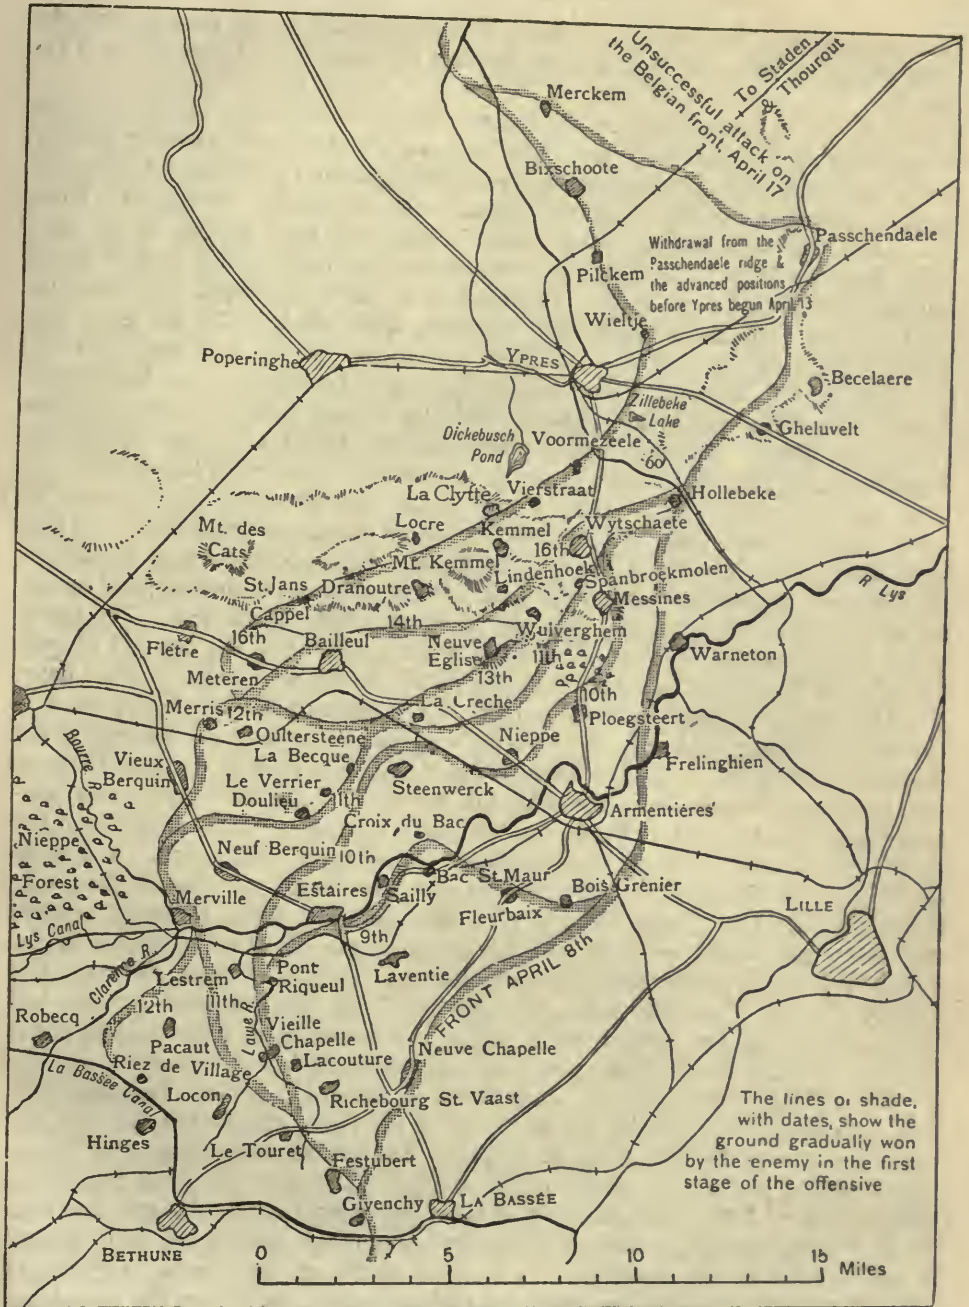 Unsuccessful attack on
the Belgian front, April 17
To Staden
& Thourout
Merckem
Bixschoote
Passchendaele
Withdrawal from the
Passchendaele ridge &
the advanced positions
before Ypres begun April 13
Pilckem
Wieltje
Poperinghe
YPRES
Becelaere
Zillebeke
Lake
Gheluvelt
Dickebusch
Pond
Voormezeele
60
La Clytte
Vierstraat
Hollebeke
Mt. des
Cats
Locre
Kemmel
Wytschaete
16th
Mt. Kemmel
Lindenhoek
Spanbroekmolen
R Lys
St. Jans
Cappel
Dranoutre
Messines
14th
Wulverghem
16th
Fletre
Bailleul
Neuve
Eglise
11th
Warneton
Meteren
13th
10th
Merris
12th
La Creche
Ploegsteert
Oultersteene
Nieppe
Bourre R.
La Becque
Frelinghien
Vieux
Berquin
Le Verrier
Doulieu
11th
Steenwerck
Armentières
Croix du Bac
Nieppe
Forest
Neuf Berquin
10th
Bac St. Maur
Bois Grenier
Merville
Estaires
Sailly
Fleurbaix
LILLE
Lys Canal
9th
Clarence R.
Lestrem
Pont
Riqueul
Laventie
12th
11th
FRONT APRIL 8th
Robecq
Lawe R.
Vieille
Chapelle
Pacaut
Lacouture
Neuve Chapelle
Riez de Village
La Bassée Canal
Locon
Richebourg St. Vaast
The lines of shade,
with dates, show the
ground gradually won
by the enemy in the first
stage of the offensive
Hinges
Le Touret
Festubert
Givenchy
LA BASSÉE
BETHUNE
0 5 10 15
Miles